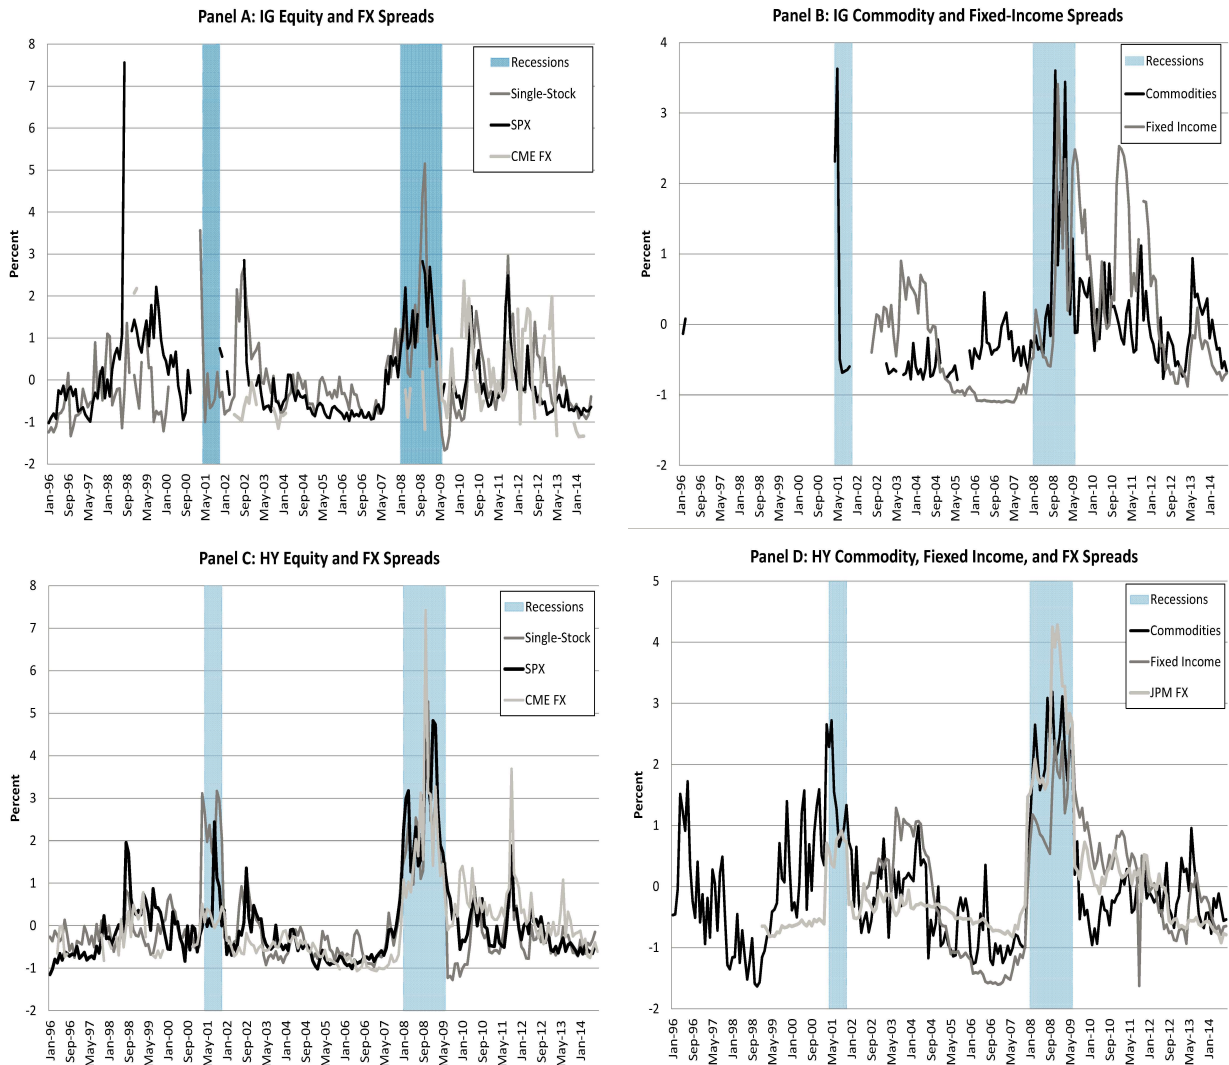 Panel A: IG Equity and FX Spreads
8
7
6
5
4
3
2
1
0
-1
-2
Percent
Recessions
Single-Stock
SPX
CME FX
Jan-96
Sep-96
May-97
Jan-98
Sep-98
May-99
Jan-00
Sep-00
May-01
Jan-02
Sep-02
May-03
Jan-04
Sep-04
May-05
Jan-06
Sep-06
May-07
Jan-08
Sep-08
May-09
Jan-10
Sep-10
May-11
Jan-12
Sep-12
May-13
Jan-14
Panel B: IG Commodity and Fixed-Income Spreads
4
3
2
1
0
-1
-2
Percent
Recessions
Commodities
Fixed Income
Jan-96
Sep-96
May-97
Jan-98
Sep-98
May-99
Jan-00
Sep-00
May-01
Jan-02
Sep-02
May-03
Jan-04
Sep-04
May-05
Jan-06
Sep-06
May-07
Jan-08
Sep-08
May-09
Jan-10
Sep-10
May-11
Jan-12
Sep-12
May-13
Jan-14
Panel C: HY Equity and FX Spreads
8
7
6
5
4
3
2
1
0
-1
-2
Percent
Recessions
Single-Stock
SPX
CME FX
Jan-96
Sep-96
May-97
Jan-98
Sep-98
May-99
Jan-00
Sep-00
May-01
Jan-02
Sep-02
May-03
Jan-04
Sep-04
May-05
Jan-06
Sep-06
May-07
Jan-08
Sep-08
May-09
Jan-10
Sep-10
May-11
Jan-12
Sep-12
May-13
Jan-14
Panel D: HY Commodity, Fiexed Income, and FX Spreads
5
4
3
2
1
0
-1
-2
Percent
Recessions
Commodities
Fixed Income
JPM FX
Jan-96
Sep-96
May-97
Jan-98
Sep-98
May-99
Jan-00
Sep-00
May-01
Jan-02
Sep-02
May-03
Jan-04
Sep-04
May-05
Jan-06
Sep-06
May-07
Jan-08
Sep-08
May-09
Jan-10
Sep-10
May-11
Jan-12
Sep-12
May-13
Jan-14